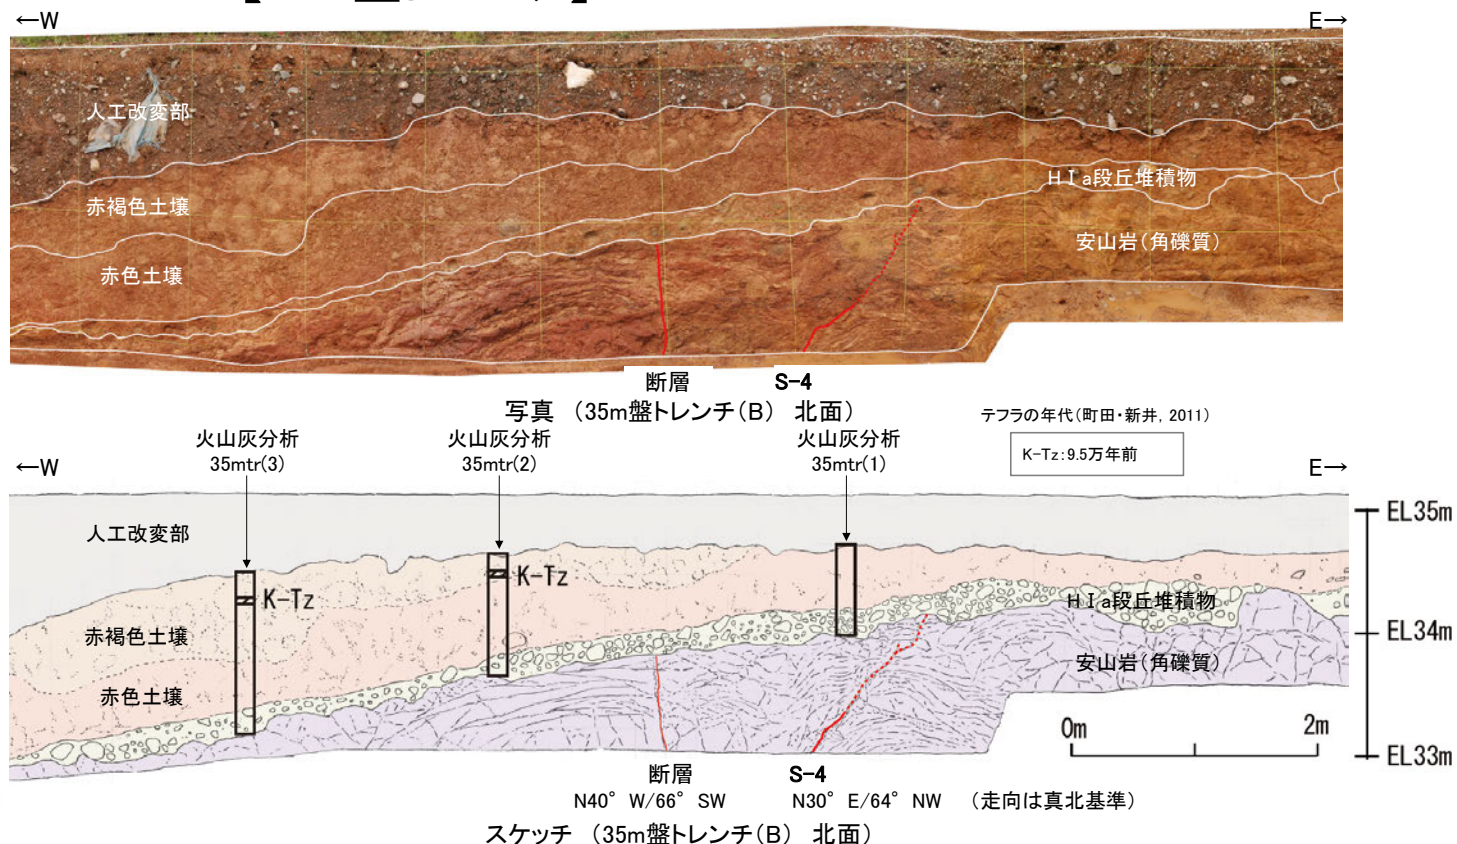 ←W
E→
人工改変部
赤褐色土壌
赤色土壌
HⅠa段丘堆積物
安山岩(角礫質)
断層
S-4
写真 (35m盤トレンチ(B) 北面)
テフラの年代(町田・新井, 2011)
K-Tz:9.5万年前
火山灰分析
35mtr(3)
火山灰分析
35mtr(2)
火山灰分析
35mtr(1)
←W
E→
人工改変部
K-Tz
K-Tz
赤褐色土壌
赤色土壌
HⅠa段丘堆積物
安山岩(角礫質)
EL35m
EL34m
EL33m
0m
2m
断層
S-4
N40° W/66° SW
N30° E/64° NW
(走向は真北基準)
スケッチ (35m盤トレンチ(B) 北面)